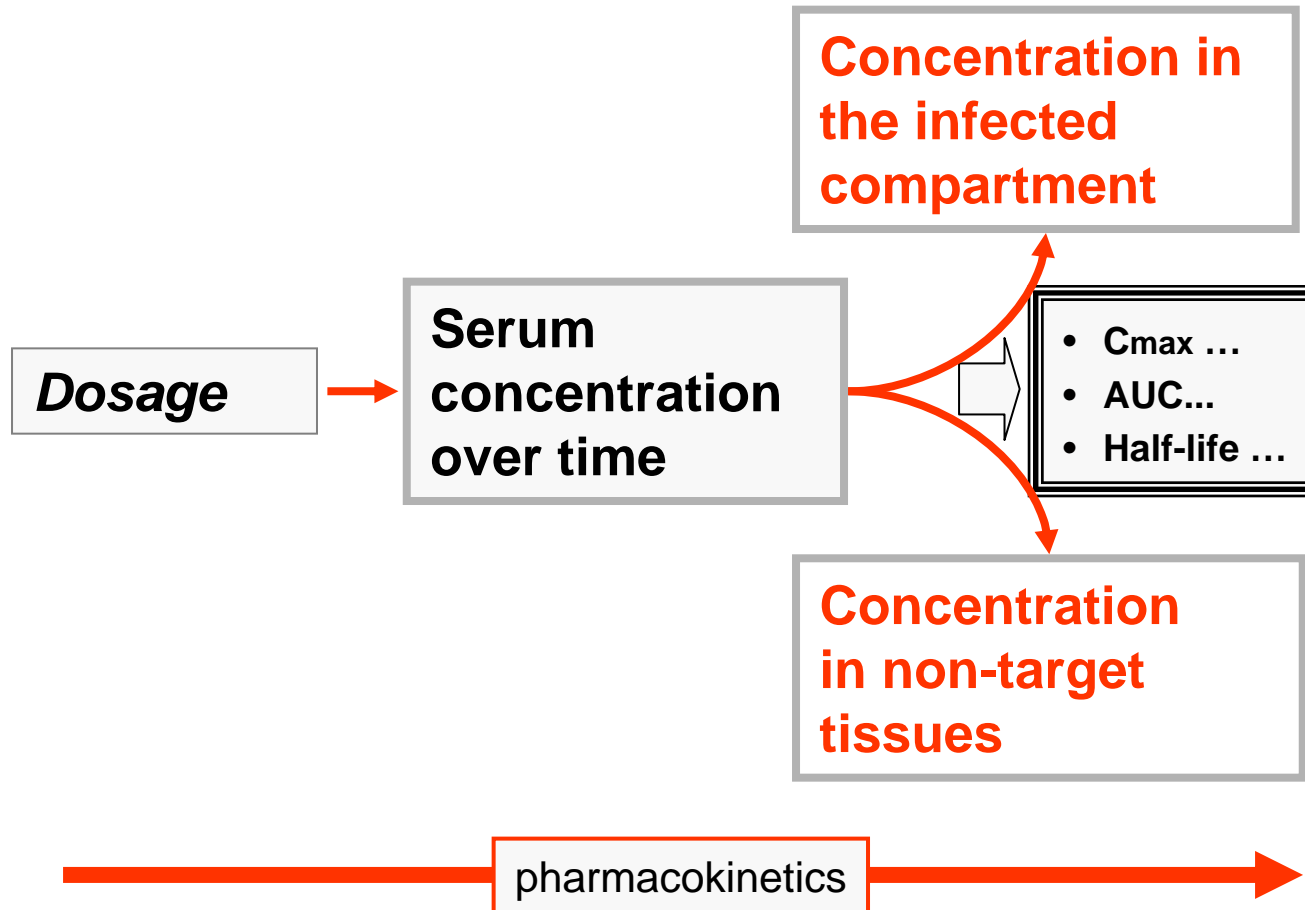 Dosage
Serum
concentration
over time
Concentration in
the infected
compartment
• Cmax …
• AUC...
• Half-life …
Concentration
in non-target
tissues
pharmacokinetics